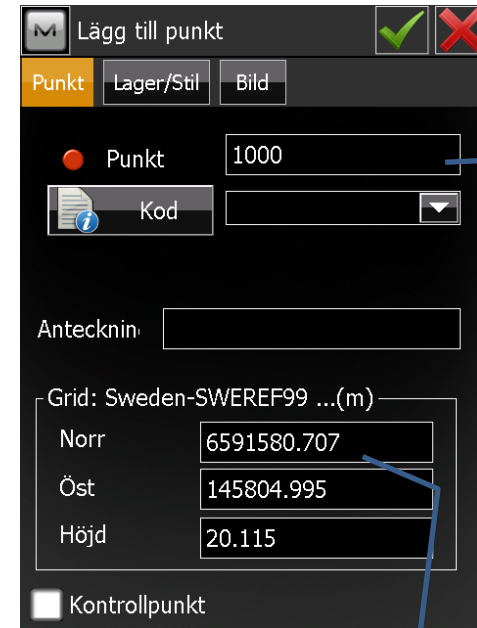 Lägg till punkt
Punkt Lager/Stil Bild
Punkt 1000
Kod
Antecknin
Grid: Sweden-SWEREF99 ...(m)
Norr 6591580.707
Öst 145804.995
Höjd 20.115
Kontrollpunkt